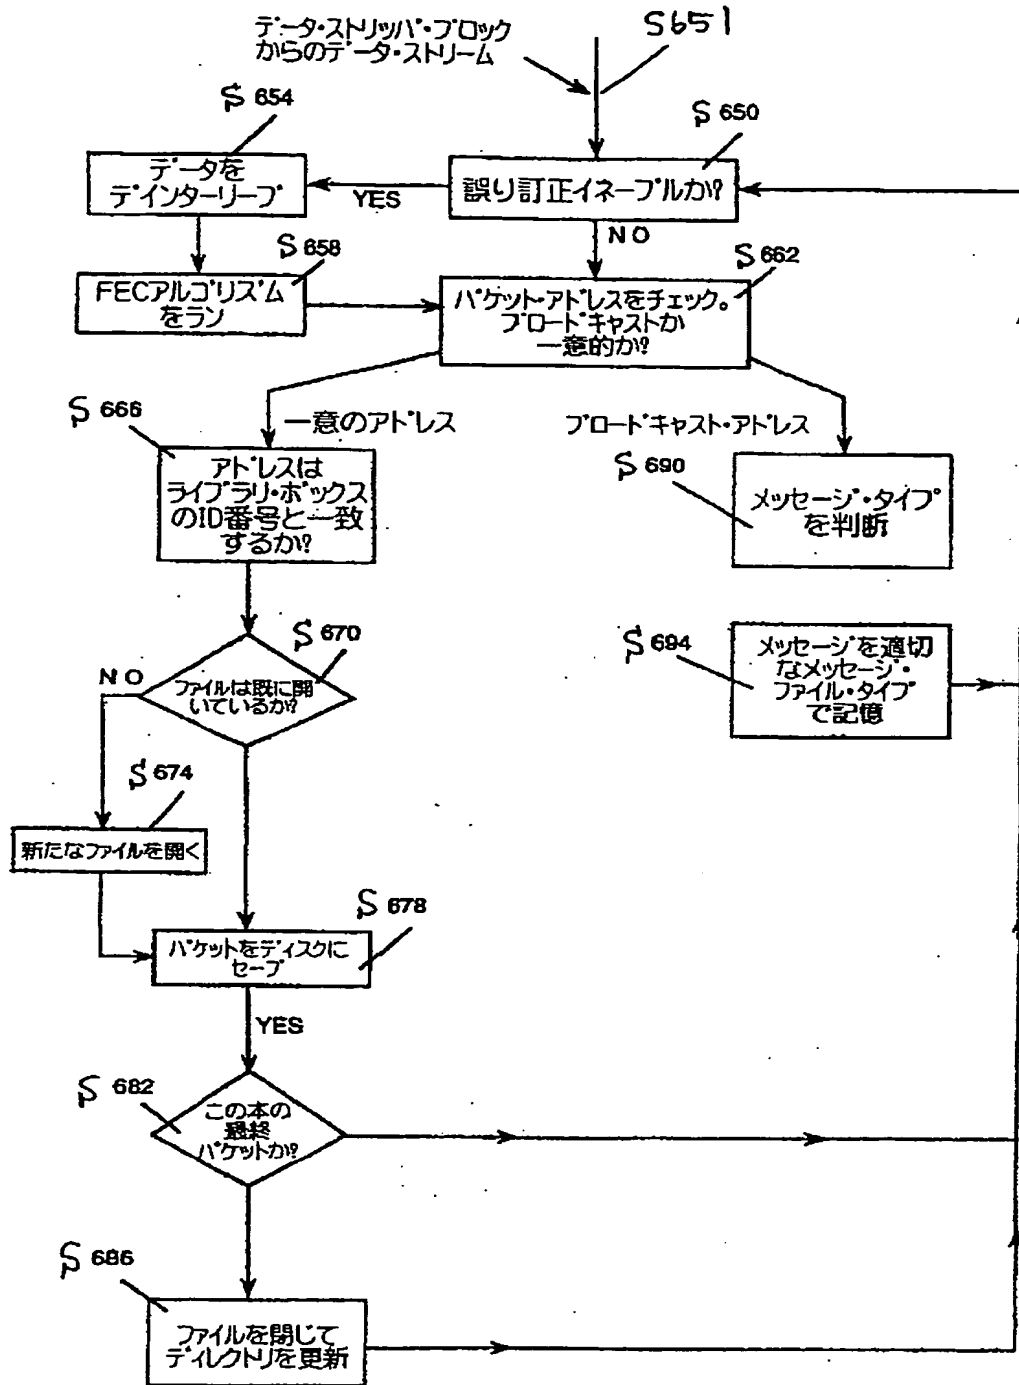 データ・ストリッパ・ブロック
からのデータ・ストリーム
S651
S 654
S 650
データを
デインターリーブ
YES
誤り訂正イネーブルか?
NO
S 658
S 662
FECアルゴリズム
をラン
パケット・アドレスをチェック。
ブロードキャストか
一意的か?
S 666
一意のアドレス
ブロードキャスト・アドレス
アドレスは
ライブラリ・ボックス
のID番号と一致
するか?
S 690
メッセージ・タイプ
を判断
S 670
NO
ファイルは既に開
いているか?
S 694
メッセージを適切
なメッセージ・
ファイル・タイプ
で記憶
S 674
新たなファイルを開く
S 678
パケットをディスクに
セーブ
YES
S 682
この本の
最終
パケットか?
S 686
ファイルを閉じて
ディレクトリを更新